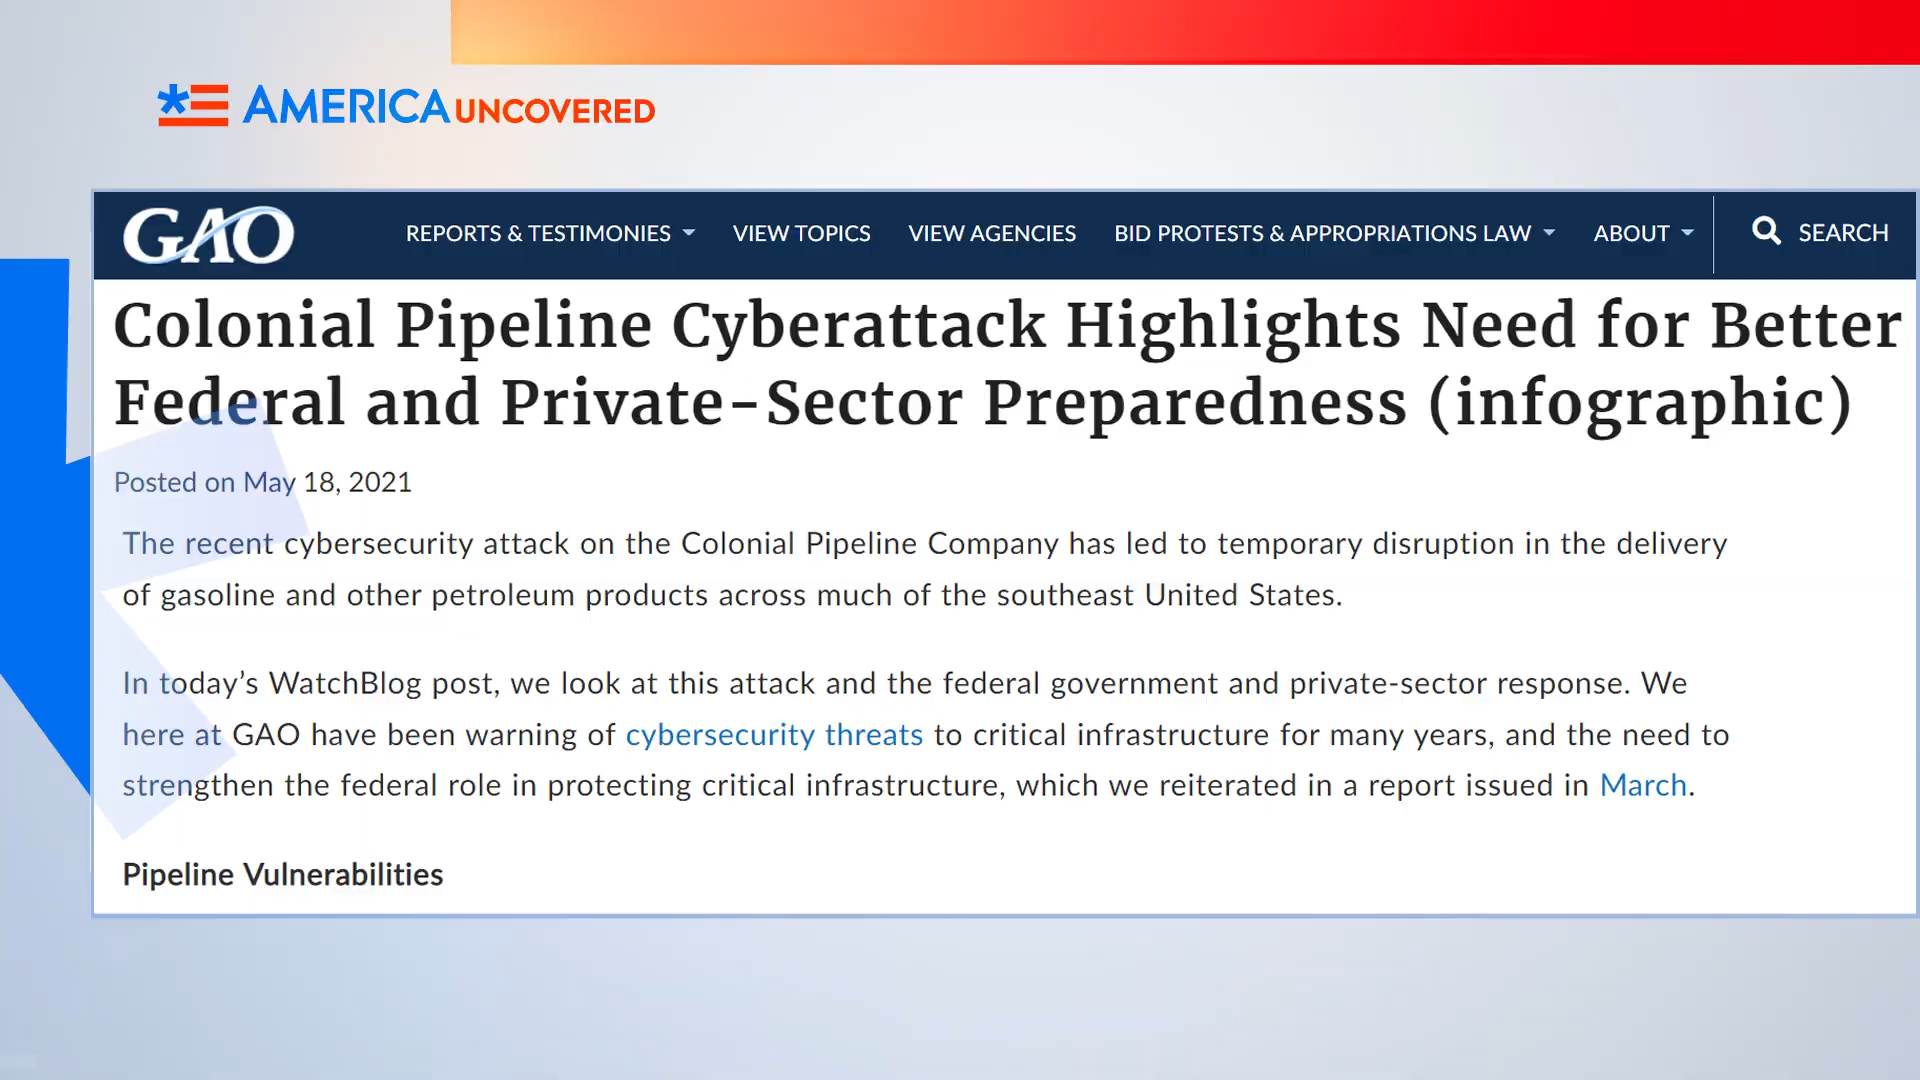 AMERICA UNCOVERED
GAO REPORTS & TESTIMONIES VIEW TOPICS VIEW AGENCIES BID PROTESTS & APPROPRIATIONS LAW ABOUT SEARCH
Colonial Pipeline Cyberattack Highlights Need for Better
Federal and Private-Sector Preparedness (infographic)
Posted on May 18, 2021
The recent cybersecurity attack on the Colonial Pipeline Company has led to temporary disruption in the delivery
of gasoline and other petroleum products across much of the southeast United States.
In today’s WatchBlog post, we look at this attack and the federal government and private-sector response. We
here at GAO have been warning of cybersecurity threats to critical infrastructure for many years, and the need to
strengthen the federal role in protecting critical infrastructure, which we reiterated in a report issued in March.
Pipeline Vulnerabilities